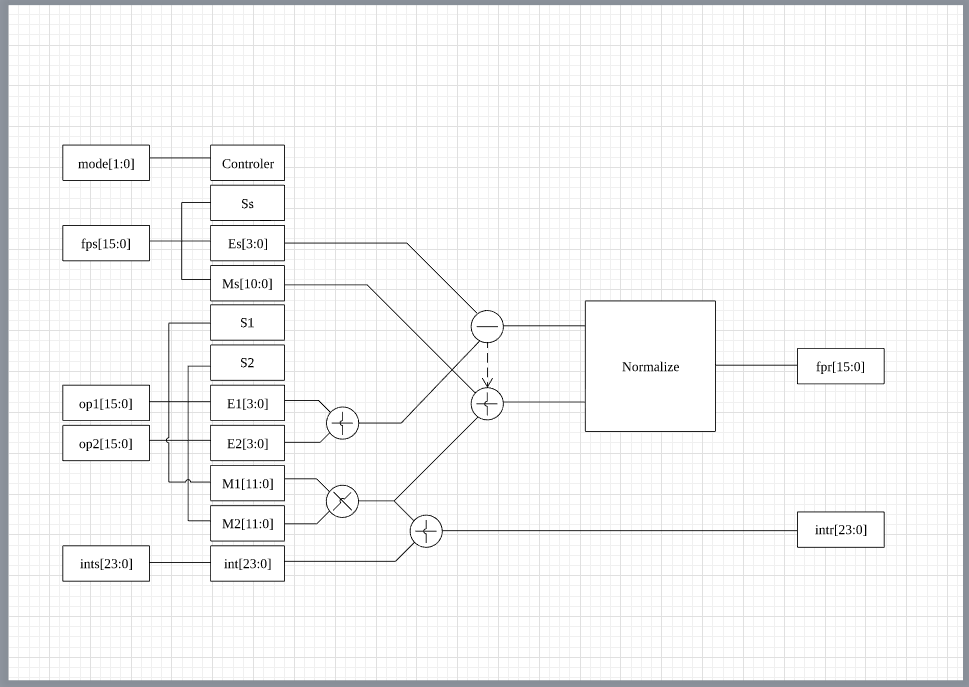 mode[1:0]
Controler
Ss
fps[15:0]
Es[3:0]
Ms[10:0]
S1
S2
op1[15:0]
E1[3:0]
op2[15:0]
E2[3:0]
M1[11:0]
M2[11:0]
ints[23:0]
int[23:0]
Normalize
fpr[15:0]
intr[23:0]